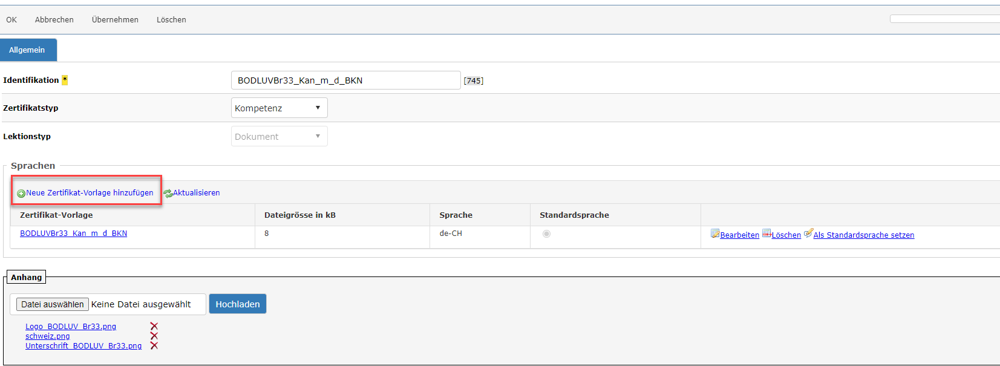 OK Abbrechen Übernehmen Löschen
Allgemein
Identifikation * BODLUVBr33_Kan_m_d_BKN [745]
Zertifikatstyp Kompetenz
Lektionstyp Dokument
Sprachen
Neue Zertifikat-Vorlage hinzufügen Aktualisieren
Zertifikat-Vorlage Dateigrösse in kB Sprache Standardsprache
BODLUVBr33_Kan_m_d_BKN 8 de-CH Bearbeiten Löschen Als Standardsprache setzen
Anhang
Datei auswählen Keine Datei ausgewählt Hochladen
Logo_BODLUV_Br33.png
schweiz.png
Unterschrift_BODLUV_Br33.png